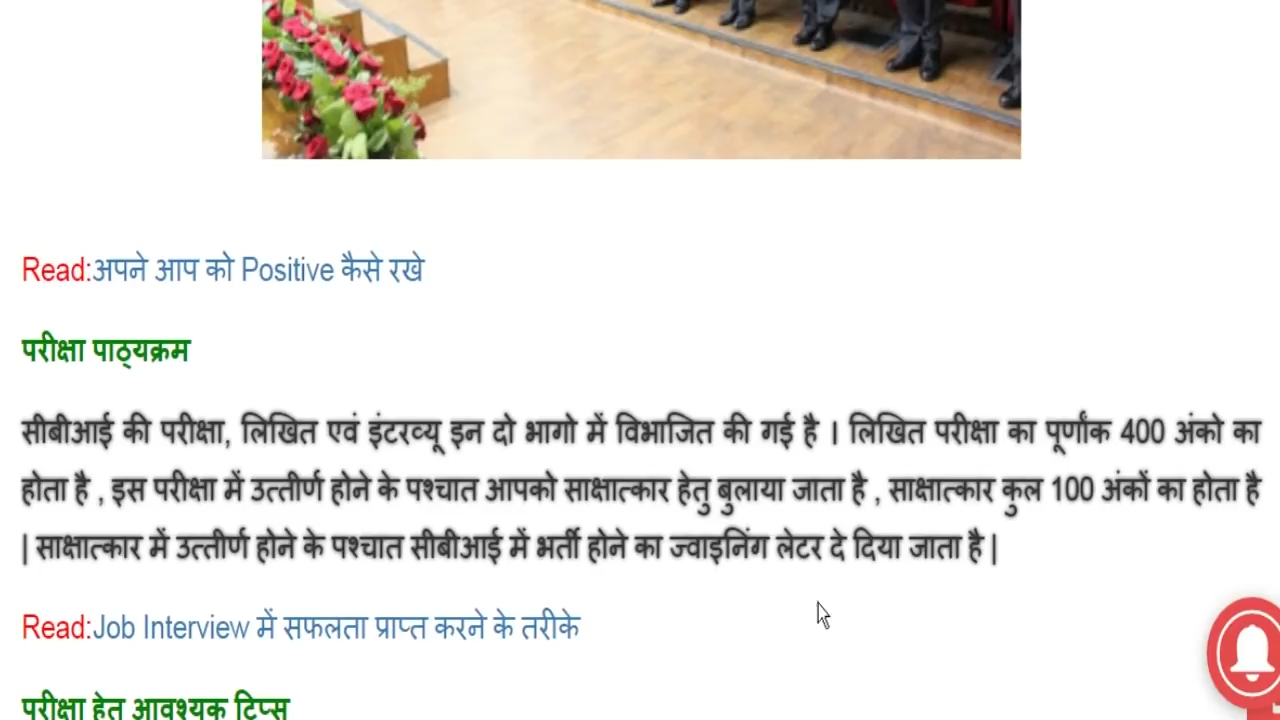 Read:अपने आप को Positive कैसे रखे
परीक्षा पाठ्यक्रम
सीबीआई की परीक्षा, लिखित एवं इंटरव्यू इन दो भागो में विभाजित की गई है । लिखित परीक्षा का पूर्णांक 400 अंको का
होता है , इस परीक्षा में उत्तीर्ण होने के पश्चात आपको साक्षात्कार हेतु बुलाया जाता है , साक्षात्कार कुल 100 अंकों का होता है
| साक्षात्कार में उत्तीर्ण होने के पश्चात सीबीआई में भर्ती होने का ज्वाइनिंग लेटर दे दिया जाता है |
Read:Job Interview में सफलता प्राप्त करने के तरीके
परीक्षा हेतु आवश्यक टिप्स